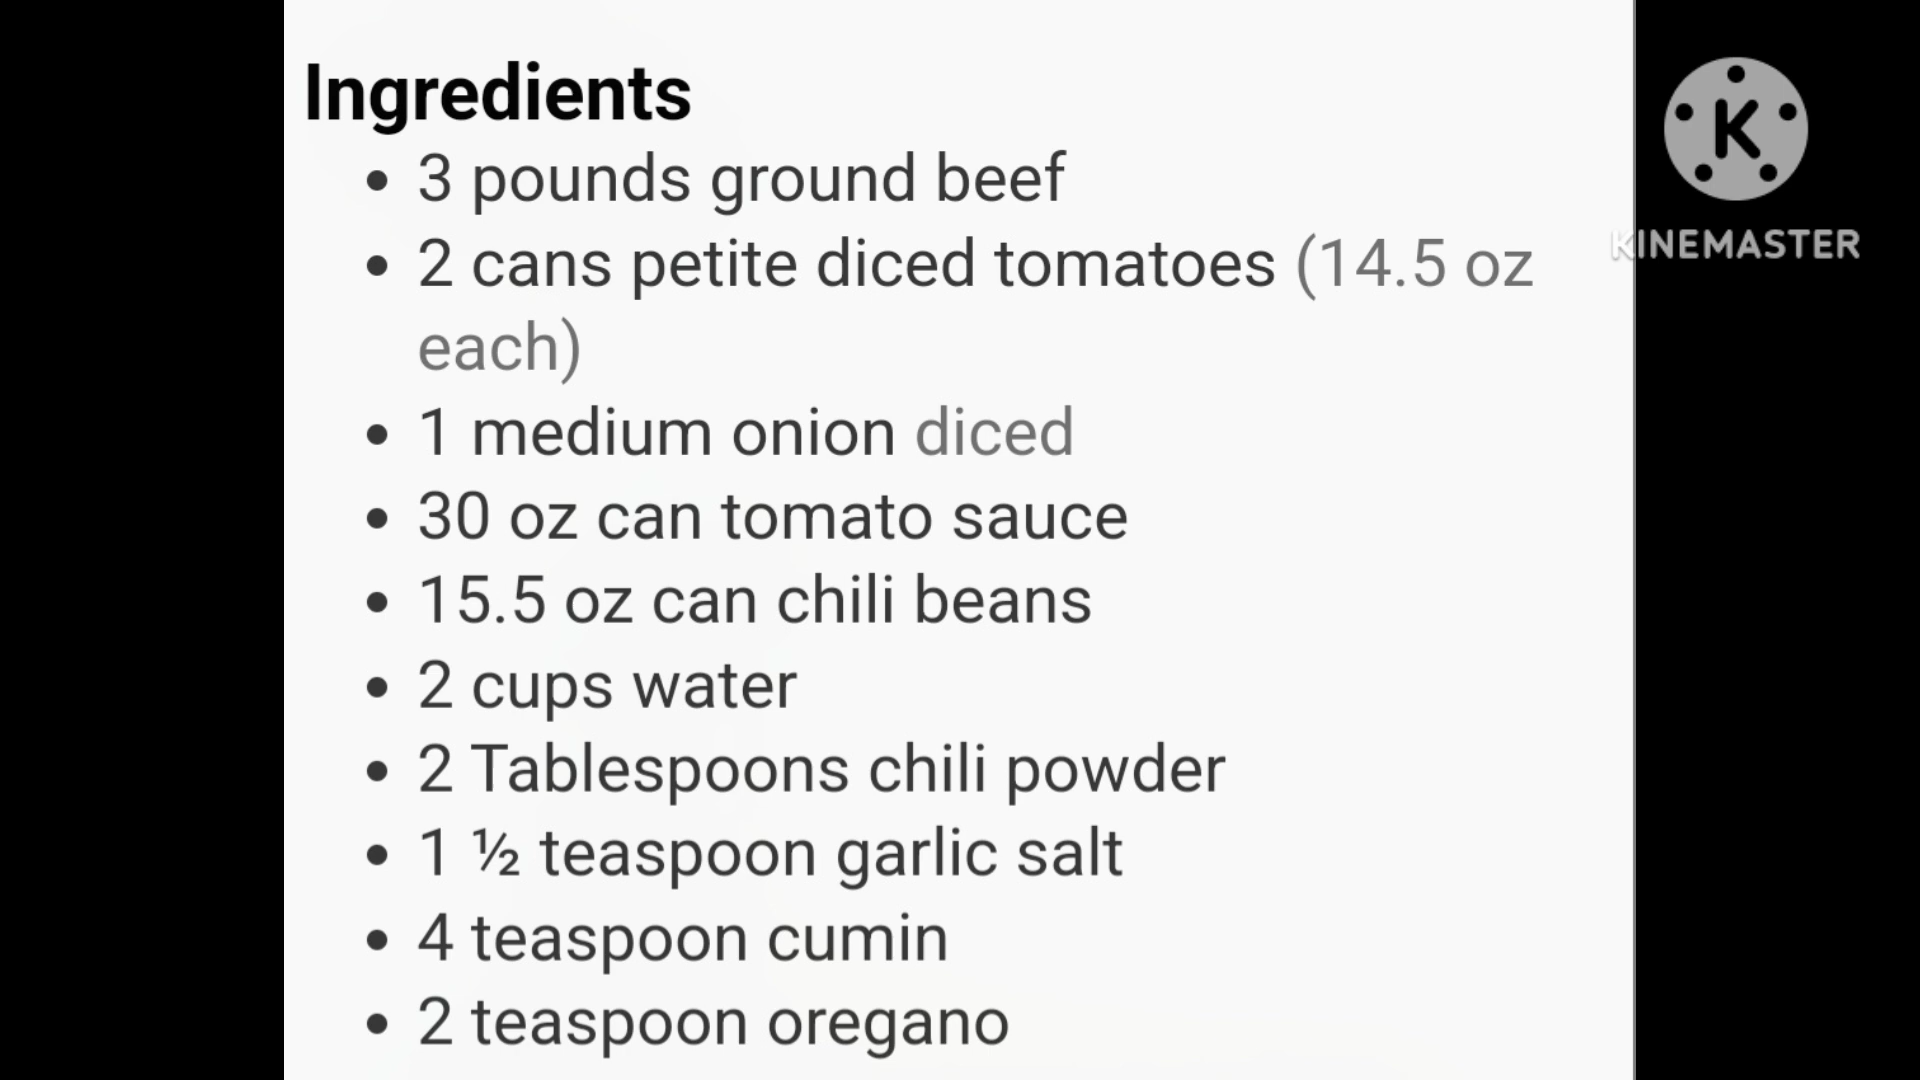 Ingredients
• 3 pounds ground beef
• 2 cans petite diced tomatoes (14.5 oz
each)
• 1 medium onion diced
• 30 oz can tomato sauce
• 15.5 oz can chili beans
• 2 cups water
• 2 Tablespoons chili powder
• 1 ½ teaspoon garlic salt
• 4 teaspoon cumin
• 2 teaspoon oregano
K
KINEMASTER